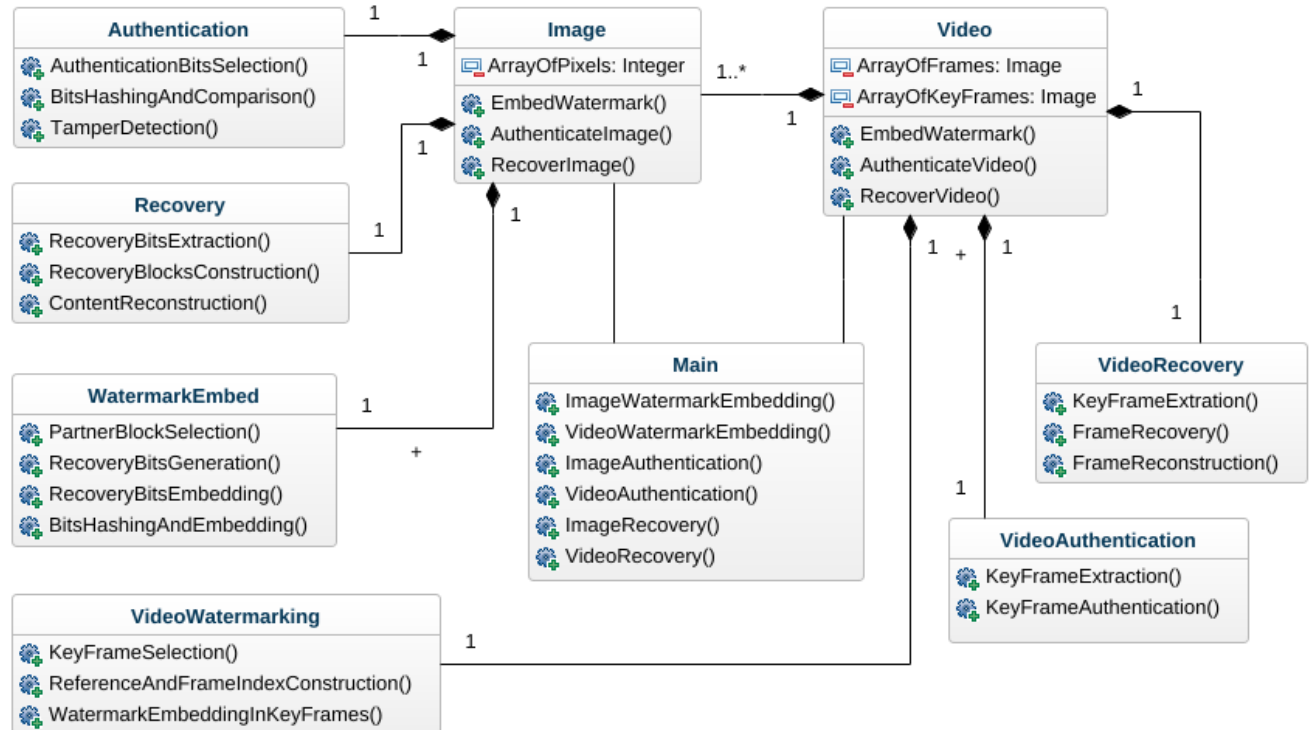 Authentication
AuthenticationBitsSelection()
BitsHashingAndComparison()
TamperDetection()
1
1
Image
ArrayOfPixels: Integer
EmbedWatermark()
AuthenticateImage()
RecoverImage()
1..*
1
Video
ArrayOfFrames: Image
ArrayOfKeyFrames: Image
EmbedWatermark()
AuthenticateVideo()
RecoverVideo()
1
1
Recovery
RecoveryBitsExtraction()
RecoveryBlocksConstruction()
ContentReconstruction()
1
1
1
1
+
WatermarkEmbed
PartnerBlockSelection()
RecoveryBitsGeneration()
RecoveryBitsEmbedding()
BitsHashingAndEmbedding()
Main
ImageWatermarkEmbedding()
VideoWatermarkEmbedding()
ImageAuthentication()
VideoAuthentication()
ImageRecovery()
VideoRecovery()
1
+
1
1
VideoRecovery
KeyFrameExtration()
FrameRecovery()
FrameReconstruction()
VideoAuthentication
KeyFrameExtraction()
KeyFrameAuthentication()
VideoWatermarking
KeyFrameSelection()
ReferenceAndFrameIndexConstruction()
WatermarkEmbeddingInKeyFrames()
1